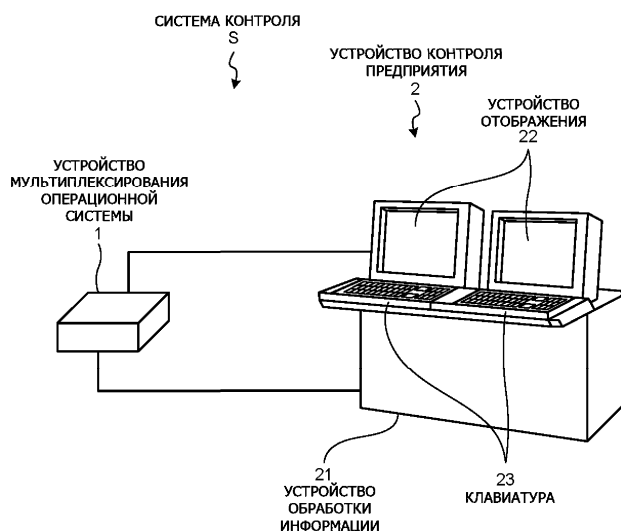 СИСТЕМА КОНТРОЛЯ
S
УСТРОЙСТВО КОНТРОЛЯ
ПРЕДПРИЯТИЯ
2
УСТРОЙСТВО
ОТОБРАЖЕНИЯ
22
УСТРОЙСТВО
МУЛЬТИПЛЕКСИРОВАНИЯ
ОПЕРАЦИОННОЙ
СИСТЕМЫ
1
21
УСТРОЙСТВО
ОБРАБОТКИ
ИНФОРМАЦИИ
23
КЛАВИАТУРА